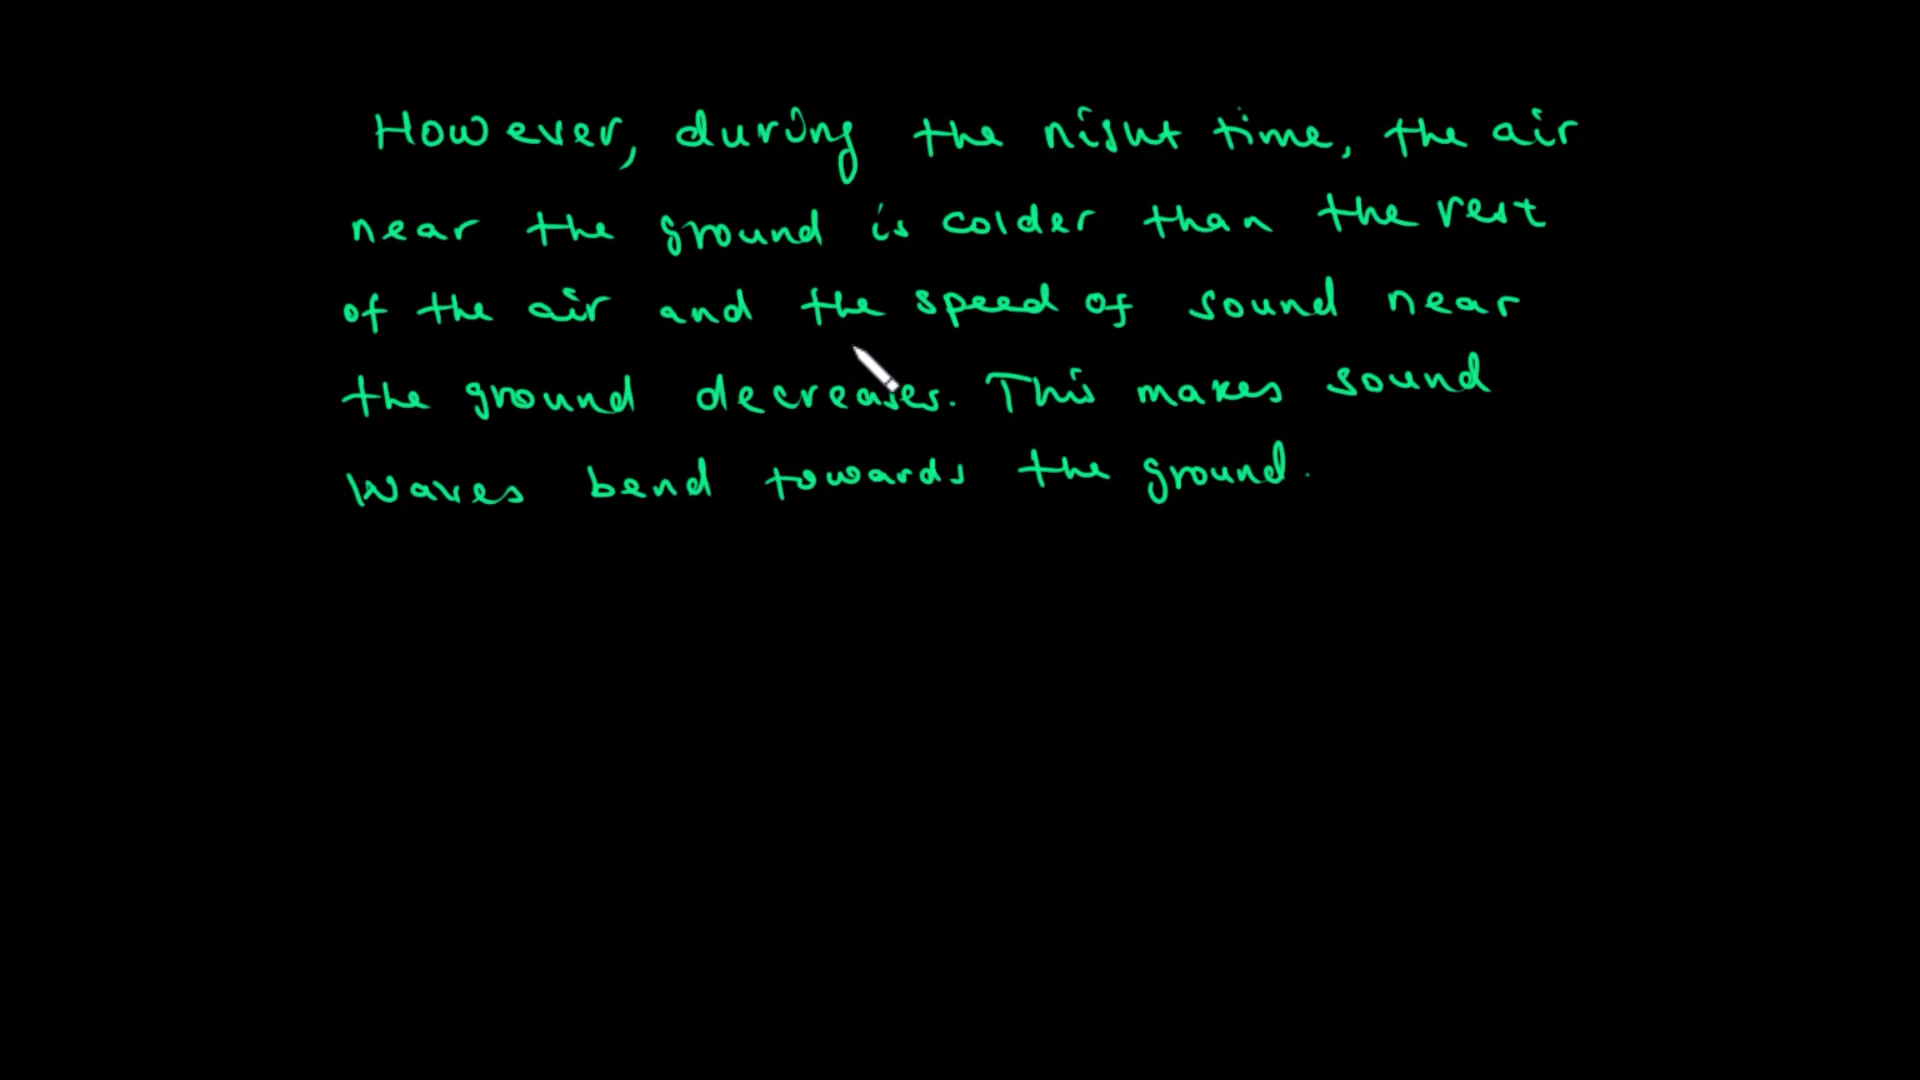 However, during the night time, the air
near the ground is colder than the rest
of the air and the speed of sound near
the ground decreases. This makes sound
waves bend towards the ground.